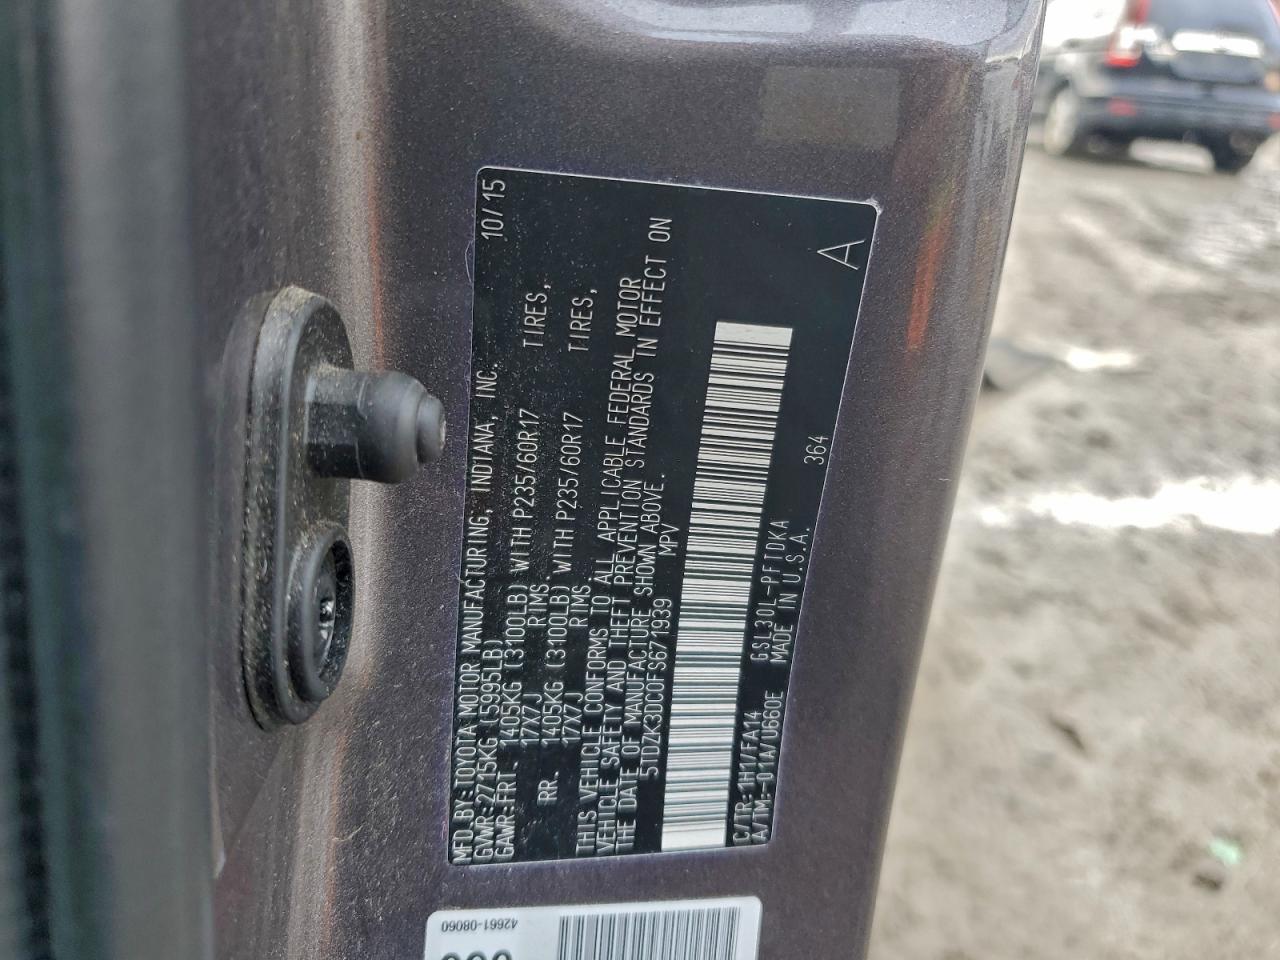 MFD.BY:TOYOTA MOTOR MANUFACTURING, INDIANA, INC. 10/15
GVWR:2715KG (5995LB)
GAWR:FRT. 1405KG (3100LB) WITH P235/60R17 TIRES,
17X7J RIMS.
RR. 1405KG (3100LB) WITH P235/60R17 TIRES,
17X7J RIMS.
THIS VEHICLE CONFORMS TO ALL APPLICABLE FEDERAL MOTOR
VEHICLE SAFETY AND THEFT PREVENTION STANDARDS IN EFFECT ON
THE DATE OF MANUFACTURE SHOWN ABOVE.
5TDZK3DC0FS671939 MPV
C/TR:1H1/FA14 GSL30L-PFTDKA 364
A/TM:-01A/U660E MADE IN U.S.A.
A
42661-08060